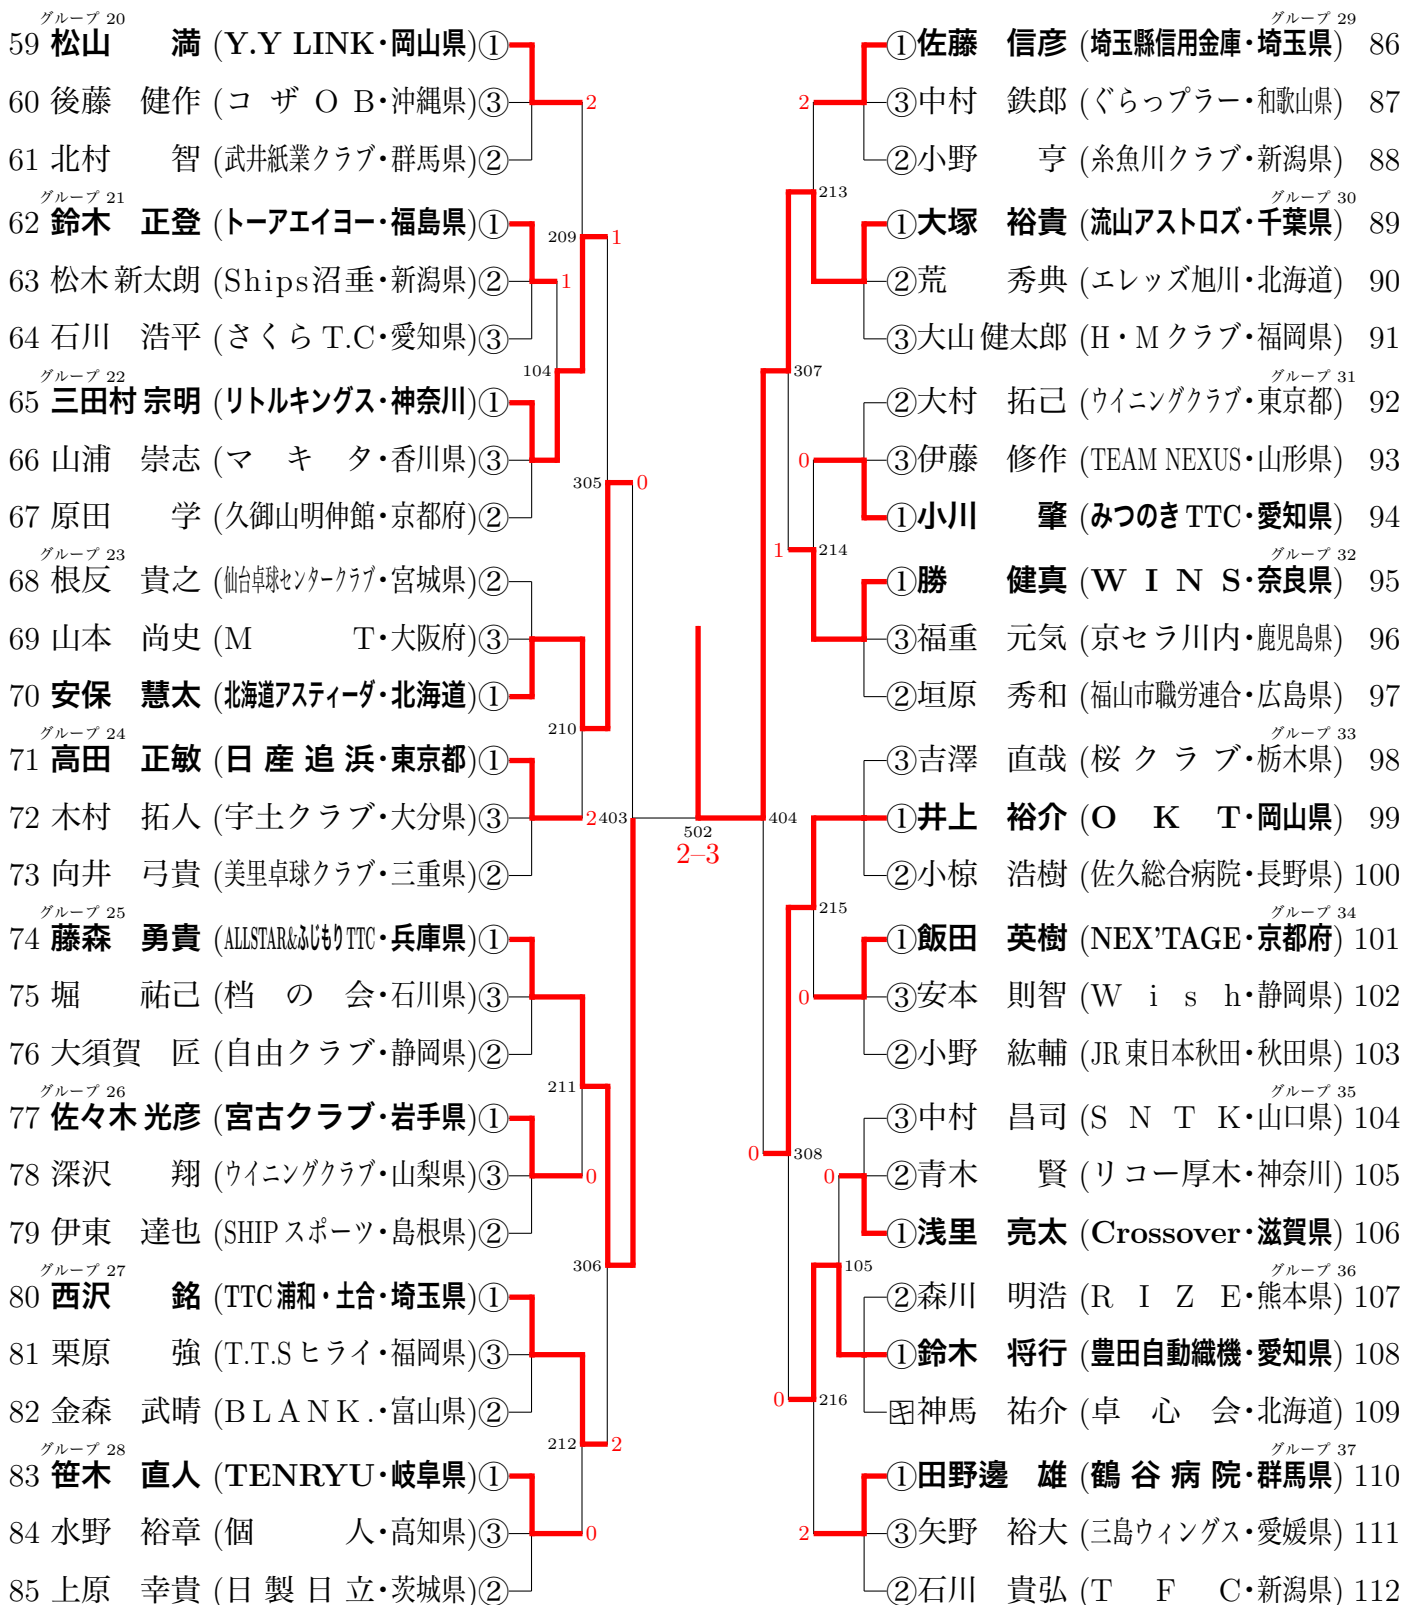 グループ 20
59 松山 満 (Y.Y LINK・岡山県) ①
60 後藤 健作 (コザOB・沖縄県) ③
2
61 北村 智 (武井紙業クラブ・群馬県) ②
グループ 21
62 鈴木 正登 (トーアエイヨー・福島県) ①
209
1
63 松木 新太朗 (Ships沼垂・新潟県) ②
1
64 石川 浩平 (さくらT.C・愛知県) ③
104
グループ 22
65 三田村 宗明 (リトルキングス・神奈川) ①
66 山浦 崇志 (マキタ・香川県) ③
305
0
67 原田 学 (久御山明伸館・京都府) ②
グループ 23
68 根反 貴之 (仙台卓球センタークラブ・宮城県) ②
69 山本 尚史 (MT・大阪府) ③
70 安保 慧太 (北海道アスティーダ・北海道) ①
210
グループ 24
71 高田 正敏 (日産追浜・東京都) ①
72 木村 拓人 (宇土クラブ・大分県) ③
2
403
73 向井 弓貴 (美里卓球クラブ・三重県) ②
グループ 25
74 藤森 勇貴 (ALLSTAR&ふじもりTTC・兵庫県) ①
75 堀 祐己 (档の会・石川県) ③
76 大須賀 匠 (自由クラブ・静岡県) ②
211
グループ 26
77 佐々木 光彦 (宮古クラブ・岩手県) ①
78 深沢 翔 (ウイニングクラブ・山梨県) ③
0
79 伊東 達也 (SHIPスポーツ・島根県) ②
306
グループ 27
80 西沢 銘 (TTC浦和・土合・埼玉県) ①
81 栗原 強 (T.T.Sヒライ・福岡県) ③
82 金森 武晴 (BLANK.・富山県) ②
212
2
グループ 28
83 笹木 直人 (TENRYU・岐阜県) ①
84 水野 裕章 (個人・高知県) ③
0
85 上原 幸貴 (日製日立・茨城県) ②
502
2–3
グループ 29
①佐藤 信彦 (埼玉縣信用金庫・埼玉県) 86
2
③中村 鉄郎 (ぐらっプラー・和歌山県) 87
②小野 亨 (糸魚川クラブ・新潟県) 88
213
グループ 30
①大塚 裕貴 (流山アストロズ・千葉県) 89
②荒 秀典 (エレッズ旭川・北海道) 90
③大山 健太郎 (H・Mクラブ・福岡県) 91
307
グループ 31
②大村 拓己 (ウイニングクラブ・東京都) 92
0
③伊藤 修作 (TEAM NEXUS・山形県) 93
①小川 肇 (みつのきTTC・愛知県) 94
1
214
グループ 32
①勝 健真 (WINS・奈良県) 95
③福重 元気 (京セラ川内・鹿児島県) 96
②垣原 秀和 (福山市職労連合・広島県) 97
グループ 33
③吉澤 直哉 (桜クラブ・栃木県) 98
404
①井上 裕介 (OKT・岡山県) 99
②小椋 浩樹 (佐久総合病院・長野県) 100
215
グループ 34
①飯田 英樹 (NEX'TAGE・京都府) 101
0
③安本 則智 (Wish・静岡県) 102
②小野 紘輔 (JR東日本秋田・秋田県) 103
グループ 35
③中村 昌司 (SNTK・山口県) 104
0
308
0
②青木 賢 (リコー厚木・神奈川) 105
①浅里 亮太 (Crossover・滋賀県) 106
105
グループ 36
②森川 明浩 (RIZE・熊本県) 107
①鈴木 将行 (豊田自動織機・愛知県) 108
0
216
キ神馬 祐介 (卓心会・北海道) 109
グループ 37
①田野邊 雄 (鶴谷病院・群馬県) 110
2
③矢野 裕大 (三島ウィングス・愛媛県) 111
②石川 貴弘 (TFC・新潟県) 112